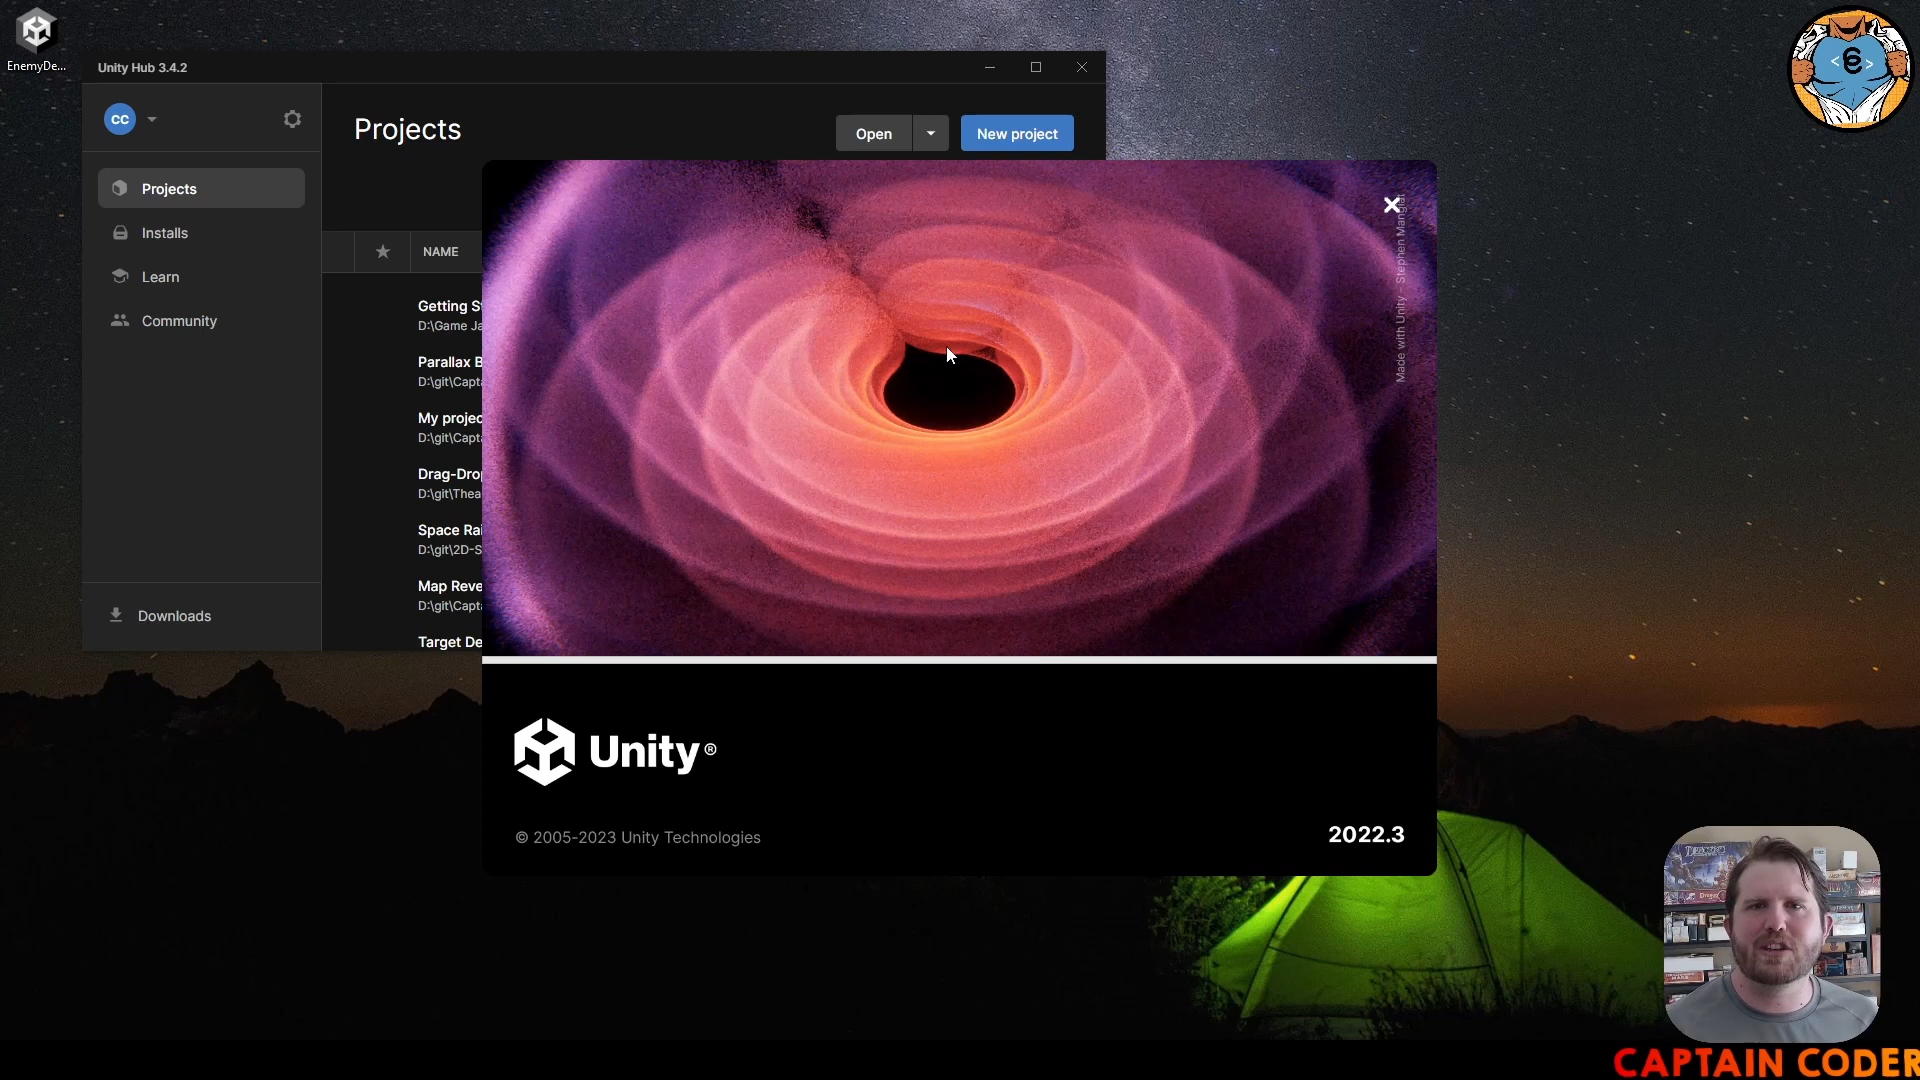 EnemyDe...
Unity Hub 3.4.2
CC
Projects
Installs
Learn
Community
Downloads
Projects
Open
New project
NAME
Getting S
D:\Game Ja
Parallax B
D:\git\Capt
My projec
D:\git\Capt
Drag-Dro
D:\git\Thea
Space Rai
D:\git\2D-S
Map Reve
D:\git\Capt
Target De
Made with Unity - Stephen Mangiat
Unity®
© 2005-2023 Unity Technologies
2022.3
CAPTAIN CODER